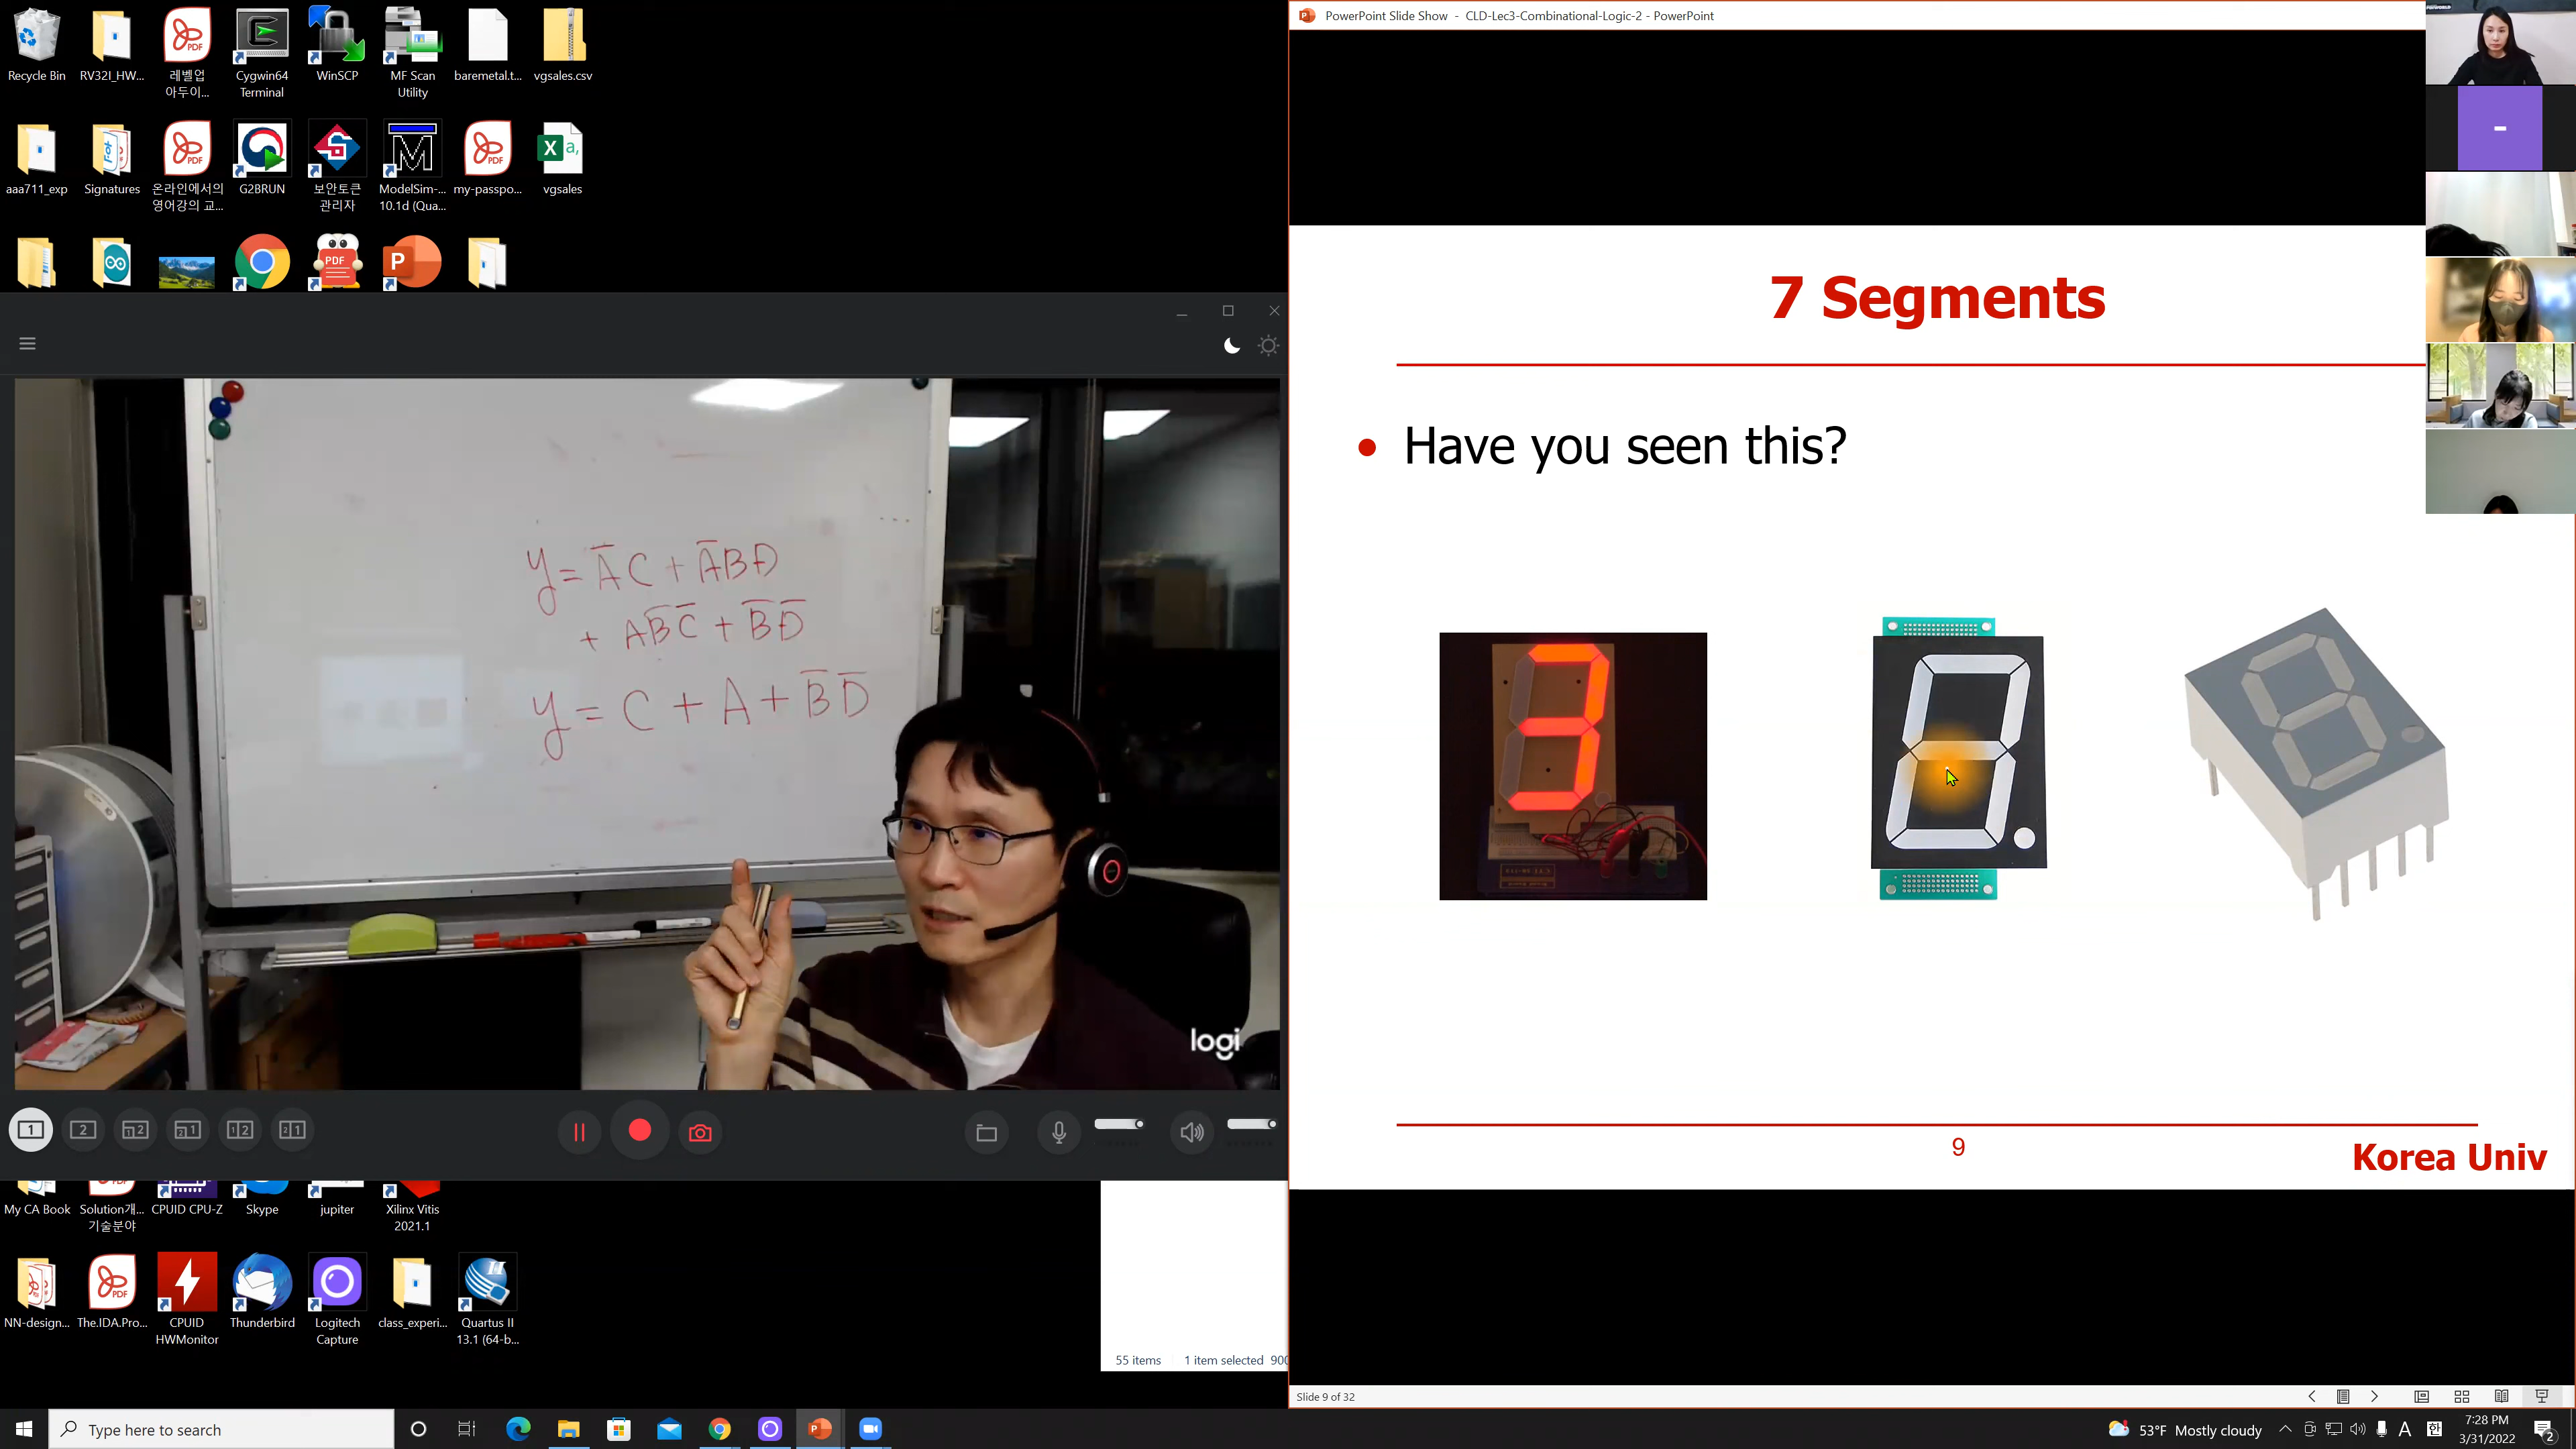 Recycle Bin
RV32I_HW...
레벨업
아두이...
Cygwin64
Terminal
WinSCP
MF Scan
Utility
baremetal.t...
vgsales.csv
aaa711_exp
Signatures
온라인에서의
영어강의 교...
G2BRUN
보안토큰
관리자
ModelSim-...
10.1d (Qua...
my-passpo...
vgsales
y = A̅C + A̅BD
+ AB̅C̅ + B̅D̅
y = C + A + B̅D̅
logi
My CA Book
Solution개...
기술분야
CPUID CPU-Z
Skype
jupiter
Xilinx Vitis
2021.1
NN-design...
The.IDA.Pro...
CPUID
HWMonitor
Thunderbird
Logitech
Capture
class_experi...
Quartus II
13.1 (64-b...
55 items 1 item selected 900
PowerPoint Slide Show - CLD-Lec3-Combinational-Logic-2 - PowerPoint
7 Segments
• Have you seen this?
9
Korea Univ
Slide 9 of 32
Type here to search
53°F Mostly cloudy
A
한
7:28 PM
3/31/2022
2